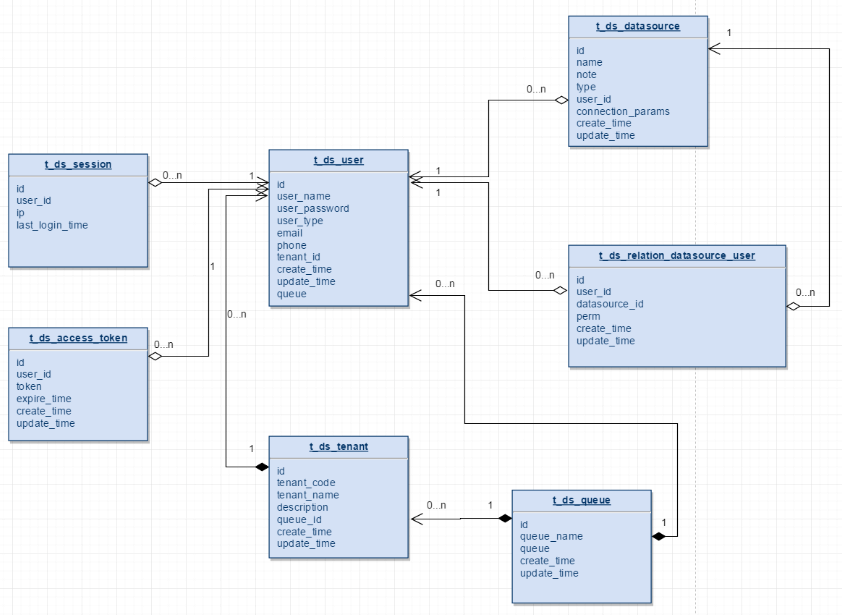 t_ds_datasource
id
name
note
type
user_id
connection_params
create_time
update_time
1
0...n
t_ds_session
id
user_id
ip
last_login_time
0...n
1
t_ds_user
id
user_name
user_password
user_type
email
phone
tenant_id
create_time
update_time
queue
1
1
t_ds_relation_datasource_user
id
user_id
datasource_id
perm
create_time
update_time
0...n
0...n
1
0...n
0...n
t_ds_access_token
id
user_id
token
expire_time
create_time
update_time
0...n
1
t_ds_tenant
id
tenant_code
tenant_name
description
queue_id
create_time
update_time
0...n
1
t_ds_queue
id
queue_name
queue
create_time
update_time
1